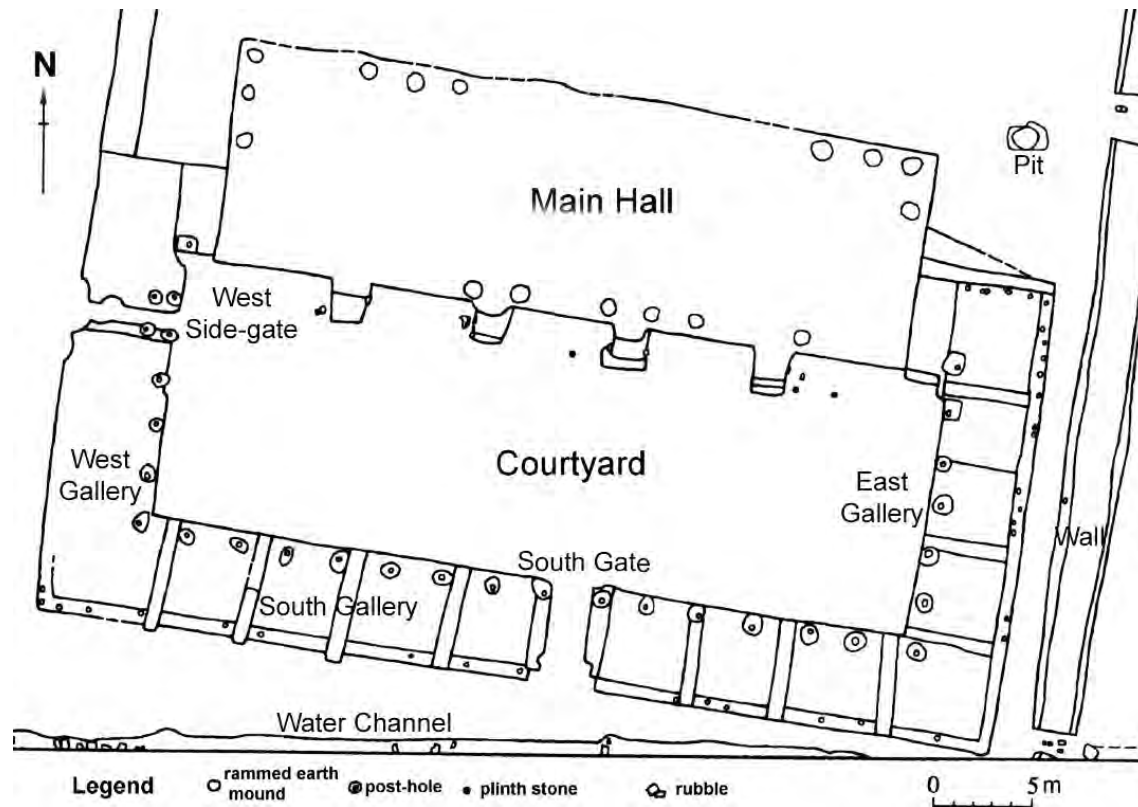 N
Pit
Main Hall
West
Side-gate
West
Gallery
Courtyard
East
Gallery
Wall
South Gate
South Gallery
Water Channel
Legend
rammed earth
mound
post-hole
plinth stone
rubble
0 5 m